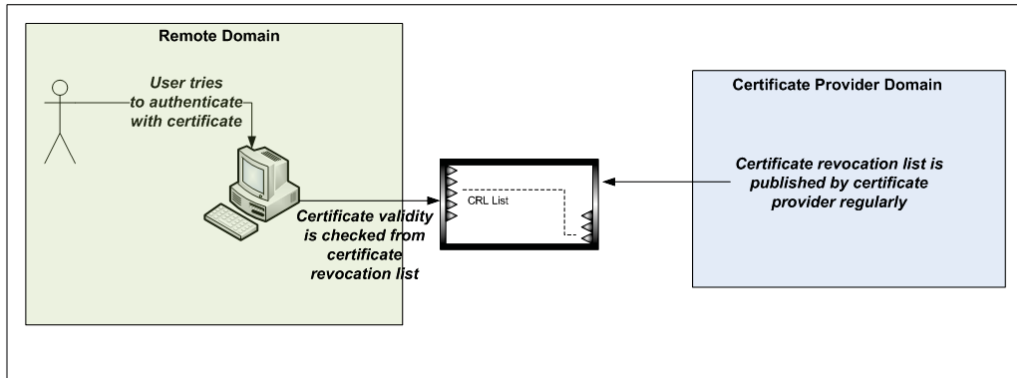 Remote Domain
User tries
to authenticate
with certificate
Certificate validity
is checked from
certificate
revocation list
CRL List
Certificate Provider Domain
Certificate revocation list is
published by certificate
provider regularly